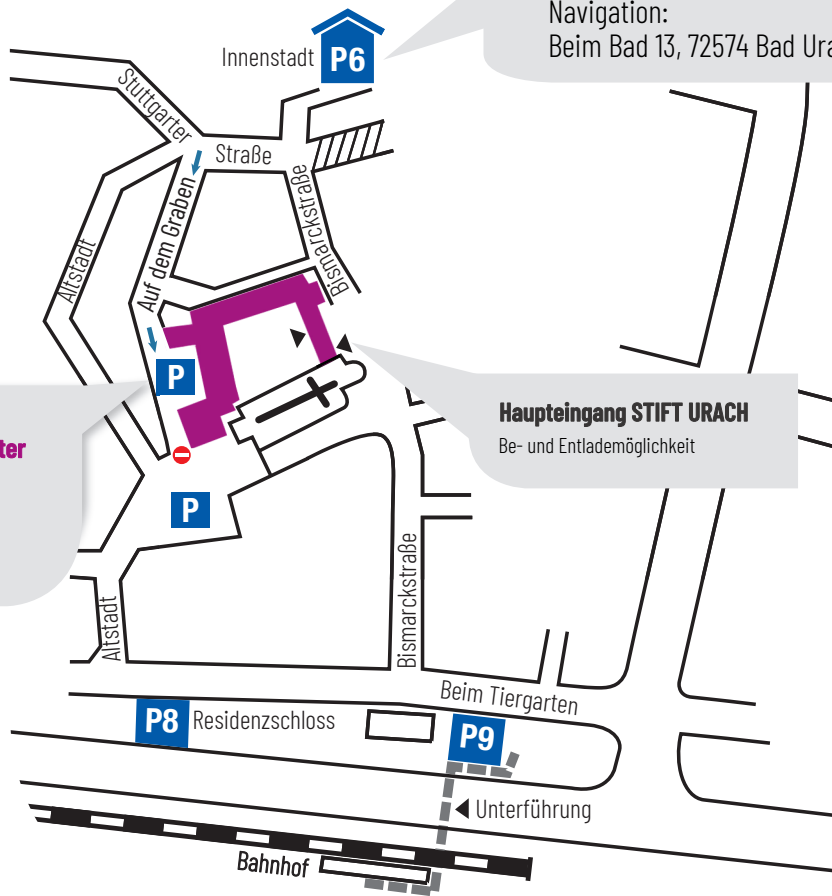 Navigation:
Beim Bad 13, 72574 Bad Ura
Innenstadt
P6
Stuttgarter
Straße
Auf dem Graben
Bismarckstraße
Altstadt
P
Haupteingang STIFT URACH
Be- und Entlademöglichkeit
ter
P
Bismarckstraße
Altstadt
Beim Tiergarten
P8
Residenzschloss
P9
Unterführung
Bahnhof